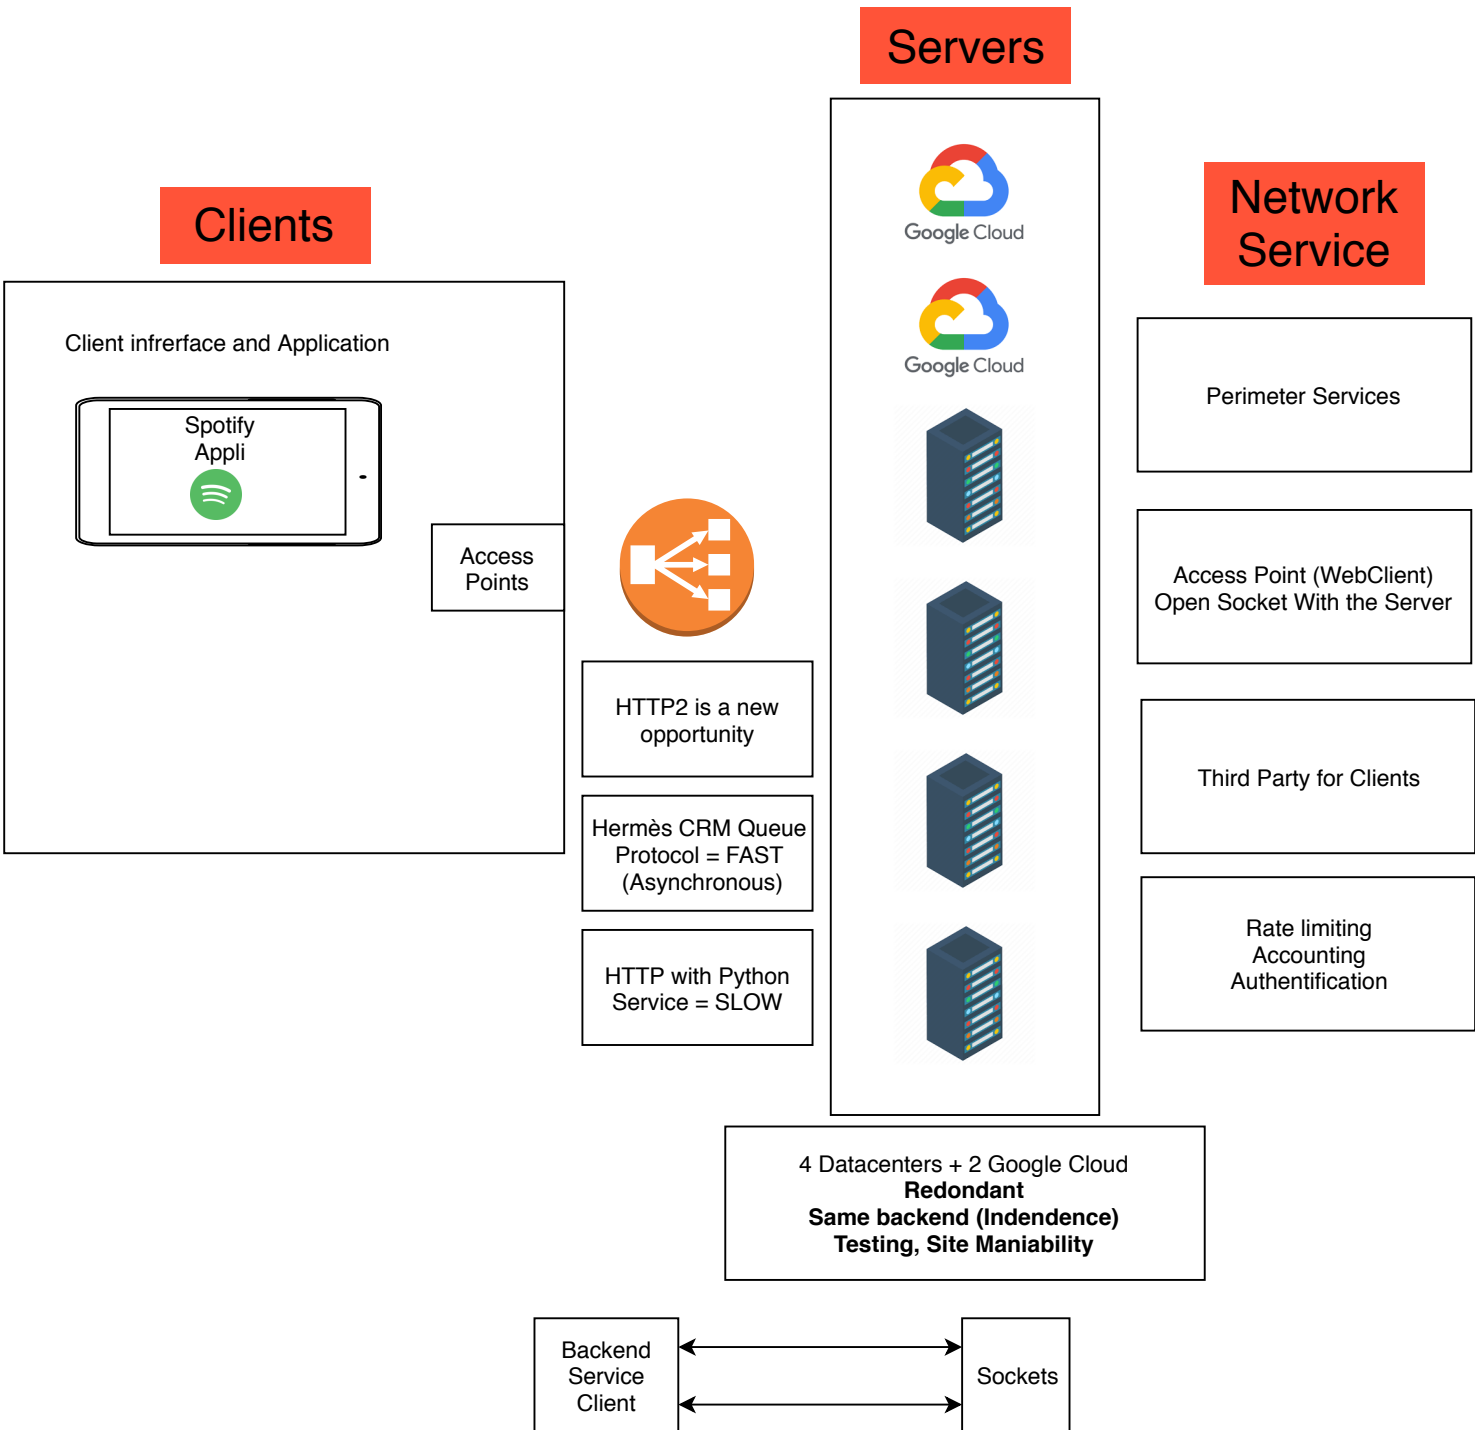 Servers
Clients
Network
Service
Google Cloud
Google Cloud
Client infrerface and Application
Spotify
Appli
Access
Points
HTTP2 is a new
opportunity
Hermès CRM Queue
Protocol = FAST
(Asynchronous)
HTTP with Python
Service = SLOW
Perimeter Services
Access Point (WebClient)
Open Socket With the Server
Third Party for Clients
Rate limiting
Accounting
Authentification
4 Datacenters + 2 Google Cloud
Redondant
Same backend (Indendence)
Testing, Site Maniability
Backend
Service
Client
Sockets